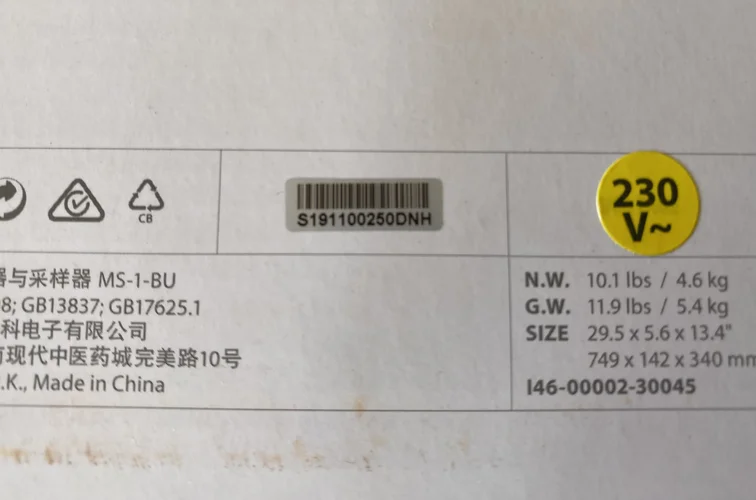 CB
S191100250DNH
230
V~
器与采样器 MS-1-BU
8; GB13837; GB17625.1
科电子有限公司
现代中医药城完美路10号
.K., Made in China
N.W. 10.1 lbs / 4.6 kg
G.W. 11.9 lbs / 5.4 kg
SIZE 29.5 x 5.6 x 13.4"
749 x 142 x 340 mm
I46-00002-30045